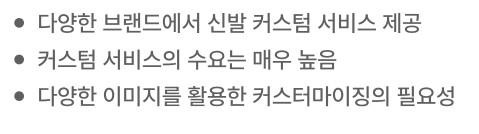 • 다양한 브랜드에서 신발 커스텀 서비스 제공
• 커스텀 서비스의 수요는 매우 높음
• 다양한 이미지를 활용한 커스터마이징의 필요성